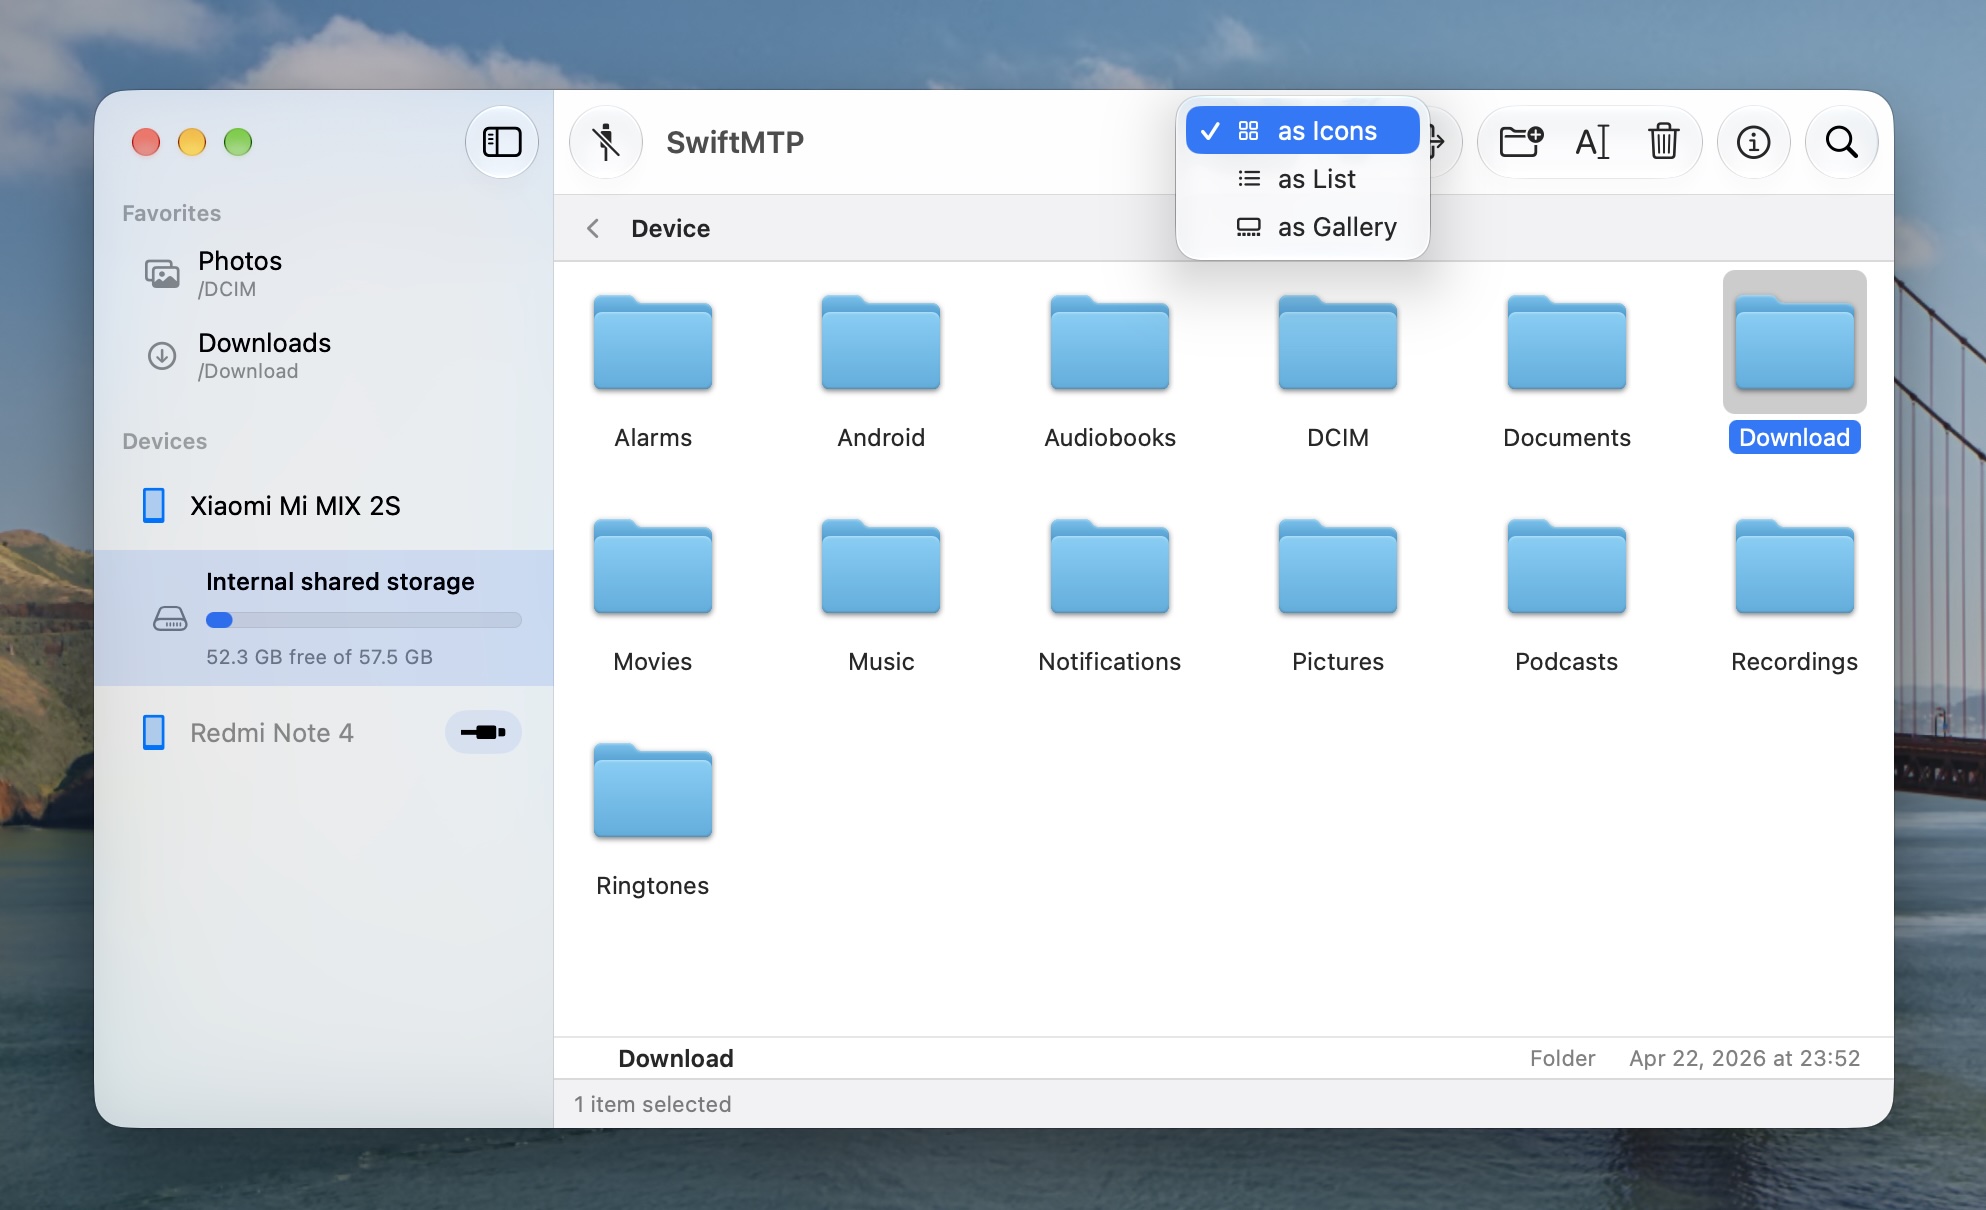 SwiftMTP
as Icons
as List
as Gallery
Favorites
Photos
/DCIM
Downloads
/Download
Devices
Xiaomi Mi MIX 2S
Internal shared storage
52.3 GB free of 57.5 GB
Redmi Note 4
Device
Alarms
Android
Audiobooks
DCIM
Documents
Download
Movies
Music
Notifications
Pictures
Podcasts
Recordings
Ringtones
Download
Folder
Apr 22, 2026 at 23:52
1 item selected